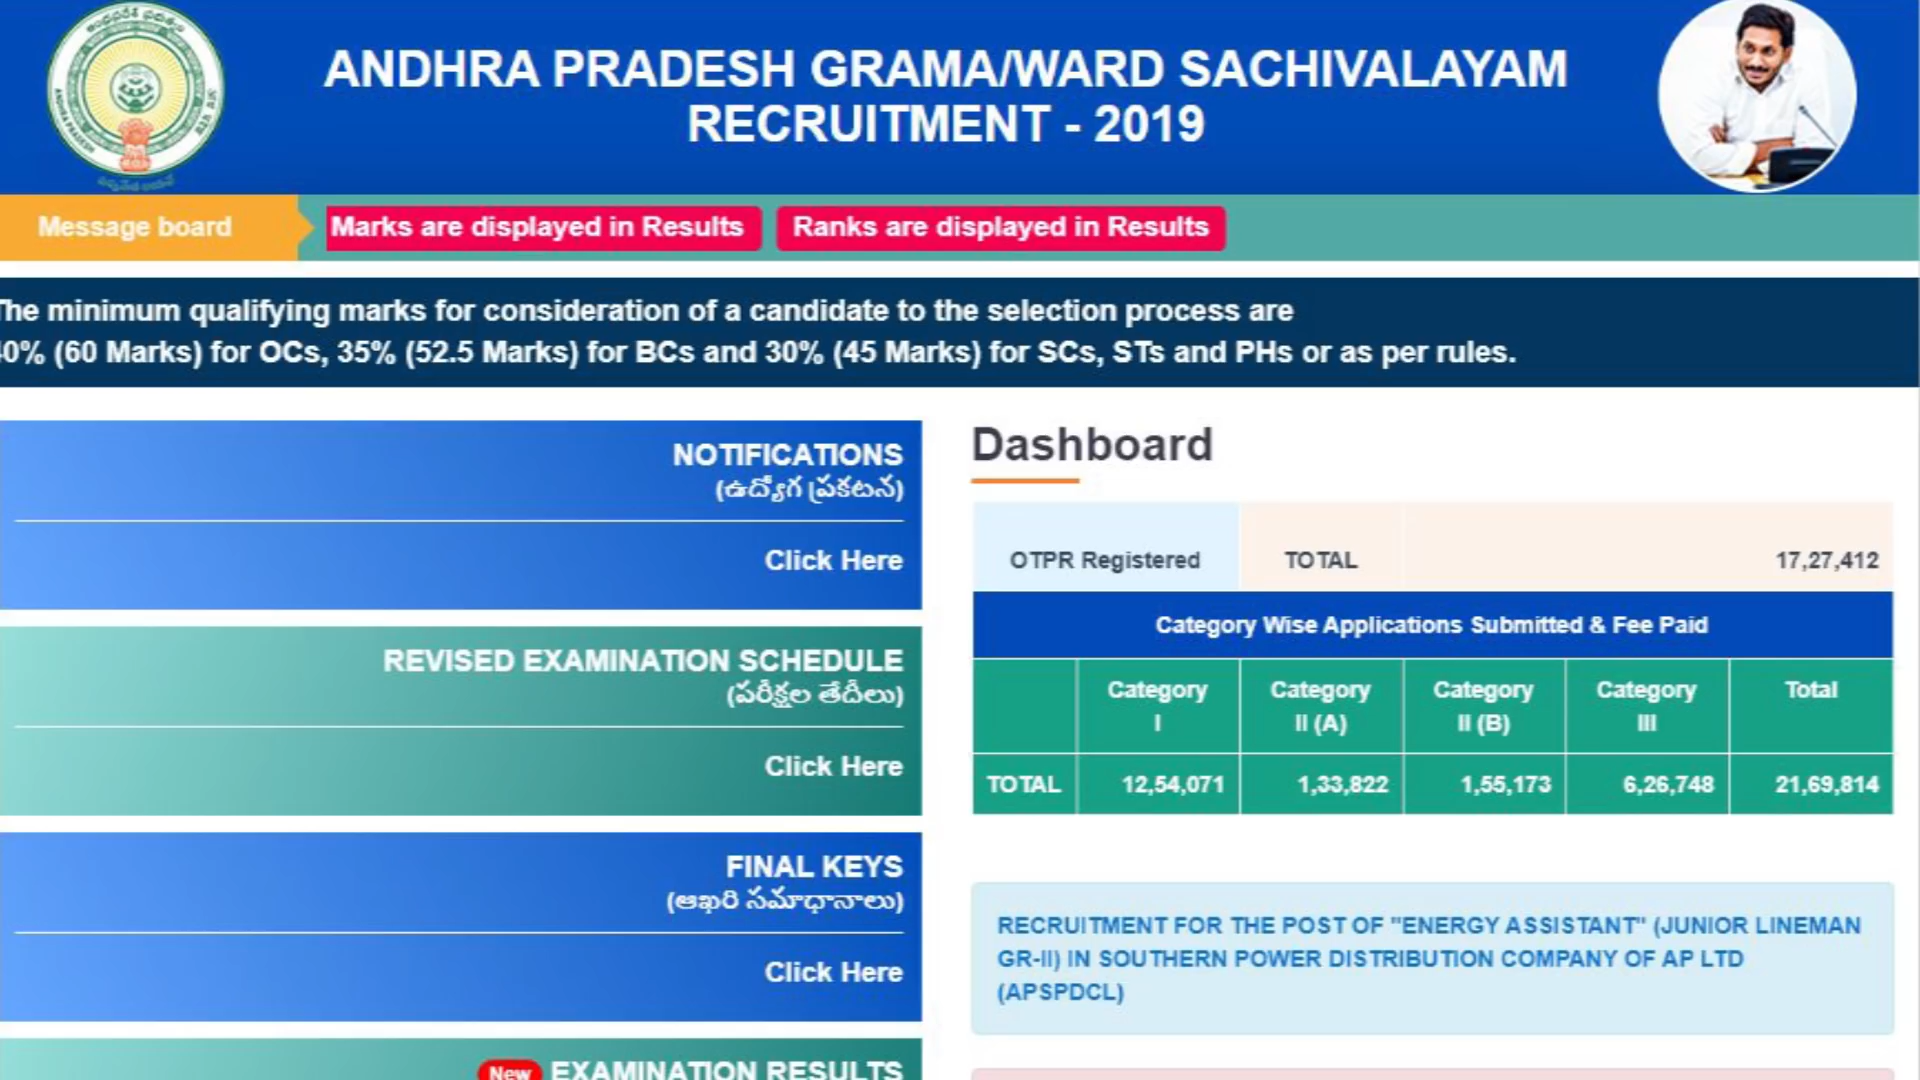 ANDHRA PRADESH GRAMA/WARD SACHIVALAYAM
RECRUITMENT - 2019
ANDHRA PRADESH
Message board
Marks are displayed in Results
Ranks are displayed in Results
The minimum qualifying marks for consideration of a candidate to the selection process are
0% (60 Marks) for OCs, 35% (52.5 Marks) for BCs and 30% (45 Marks) for SCs, STs and PHs or as per rules.
NOTIFICATIONS
(ఉద్యోగ ప్రకటన)
Click Here
REVISED EXAMINATION SCHEDULE
(పరీక్షల తేదీలు)
Click Here
FINAL KEYS
(ఆఖరి సమాధానాలు)
Click Here
New EXAMINATION RESULTS
Dashboard
OTPR Registered TOTAL 17,27,412
Category Wise Applications Submitted & Fee Paid
Category Category Category Category Total
I II (A) II (B) III
TOTAL 12,54,071 1,33,822 1,55,173 6,26,748 21,69,814
RECRUITMENT FOR THE POST OF "ENERGY ASSISTANT" (JUNIOR LINEMAN
GR-II) IN SOUTHERN POWER DISTRIBUTION COMPANY OF AP LTD
(APSPDCL)